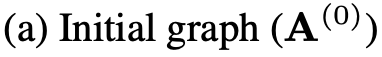 (a) Initial graph (𝐀⁽⁰⁾)